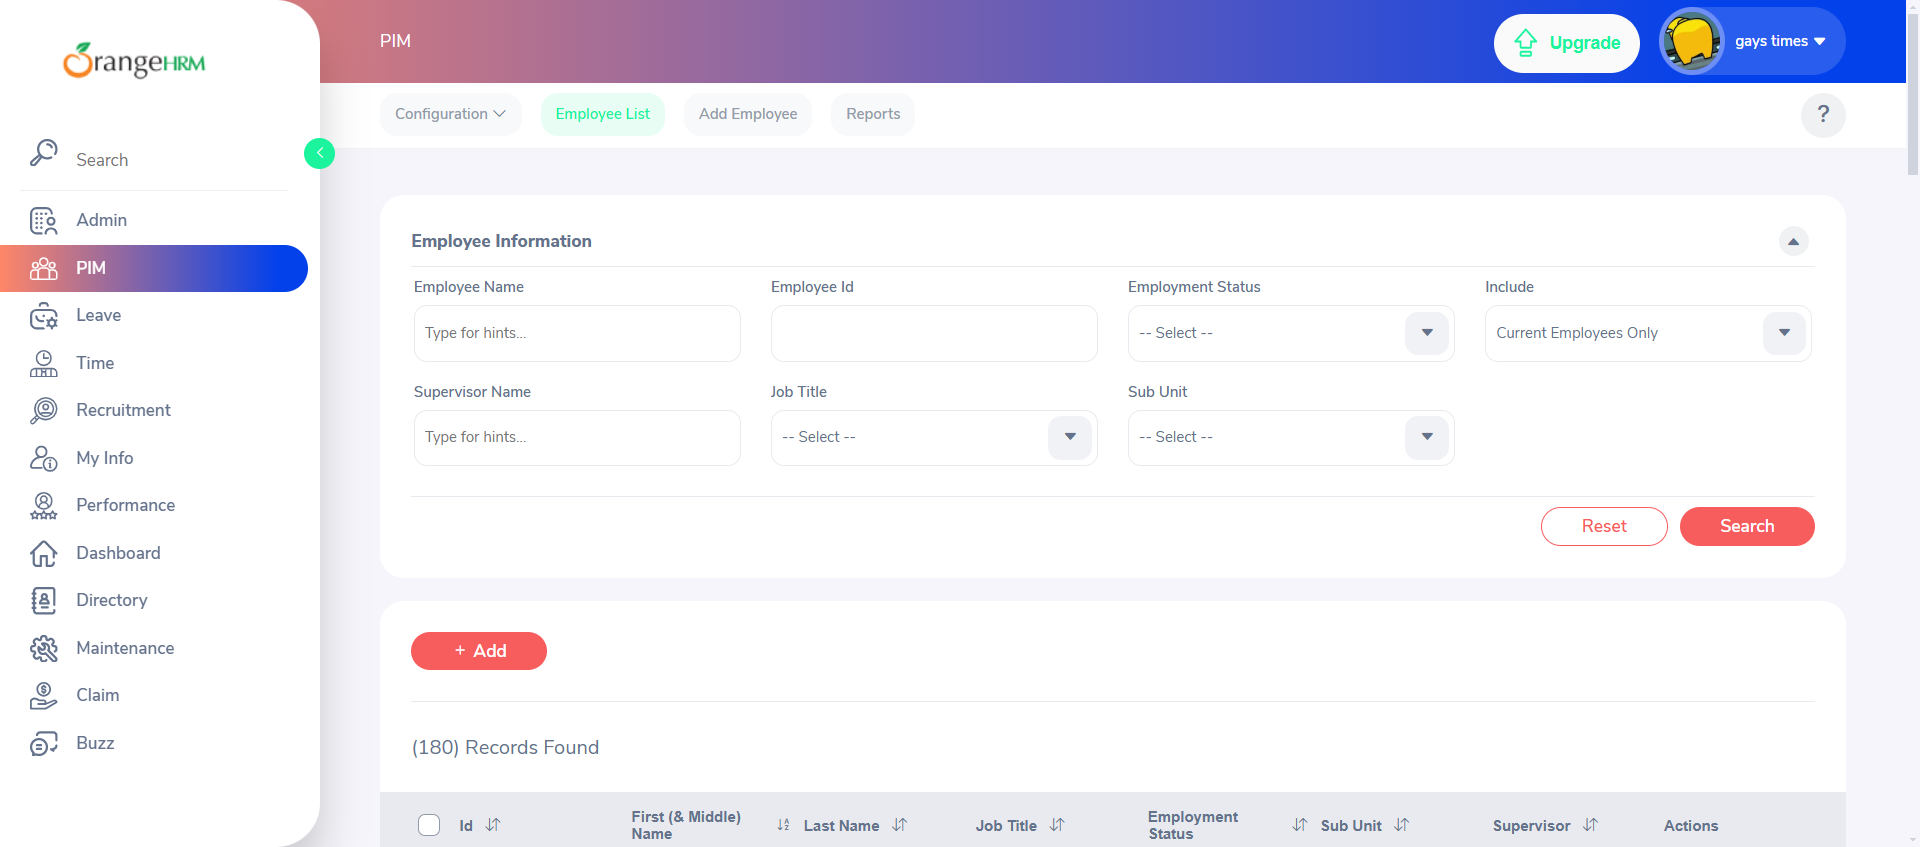 OrangeHRM
PIM
Upgrade
gays times
Configuration
Employee List
Add Employee
Reports
?
Search
Admin
PIM
Leave
Time
Recruitment
My Info
Performance
Dashboard
Directory
Maintenance
Claim
Buzz
Employee Information
Employee Name
Employee Id
Employment Status
Include
Type for hints...
-- Select --
Current Employees Only
Supervisor Name
Job Title
Sub Unit
Type for hints...
-- Select --
-- Select --
Reset
Search
+ Add
(180) Records Found
Id
First (& Middle)
Name
Last Name
Job Title
Employment
Status
Sub Unit
Supervisor
Actions